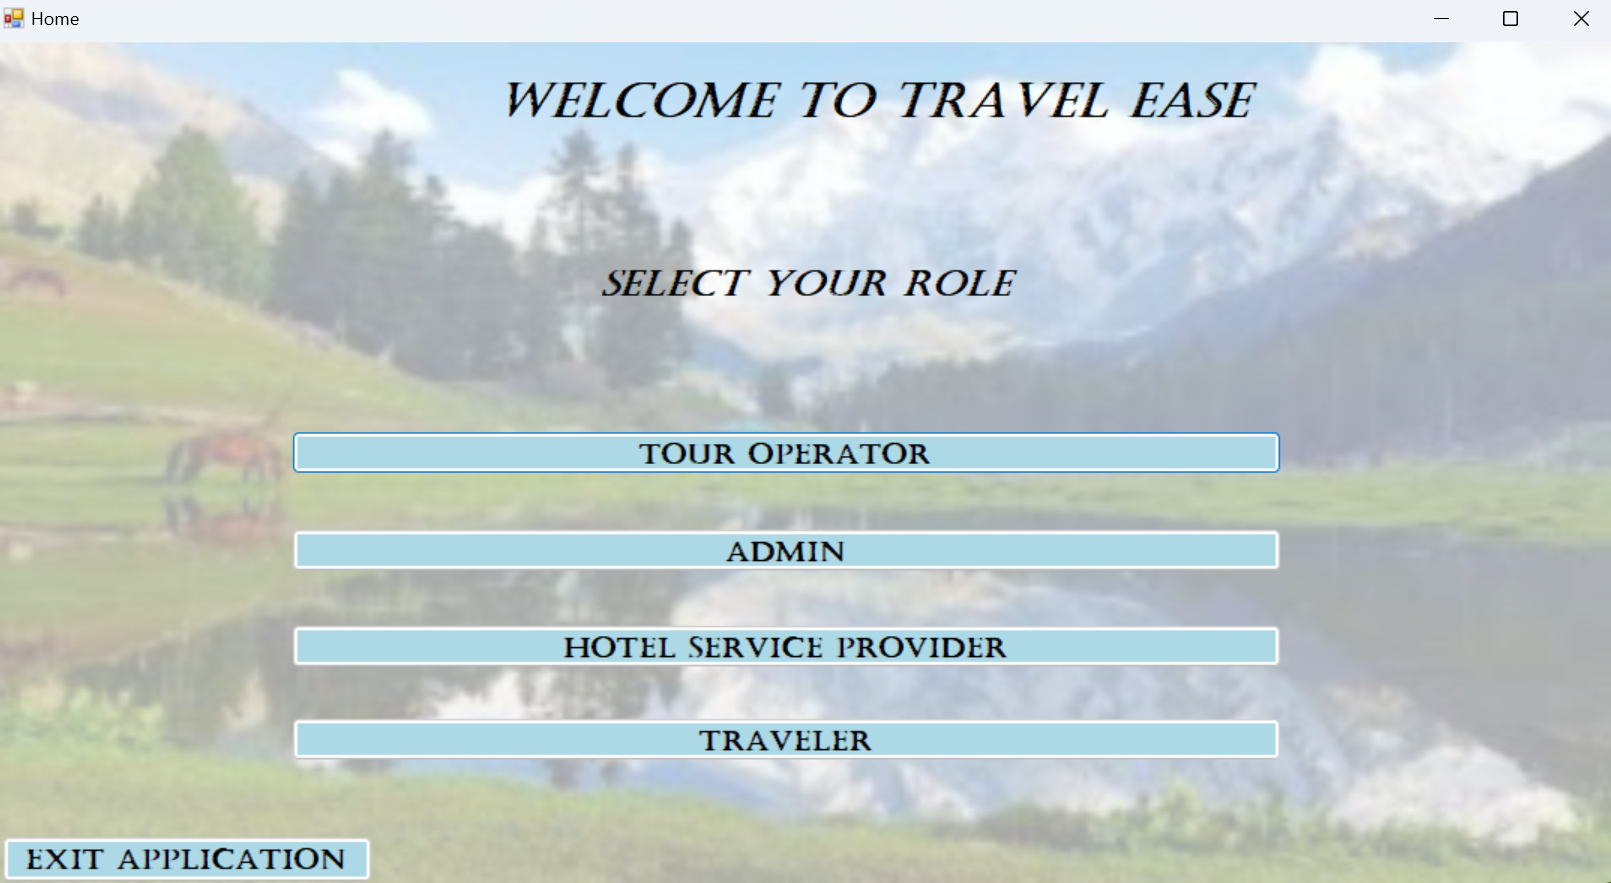 Home
WELCOME TO TRAVEL EASE
SELECT YOUR ROLE
TOUR OPERATOR
ADMIN
HOTEL SERVICE PROVIDER
TRAVELER
EXIT APPLICATION